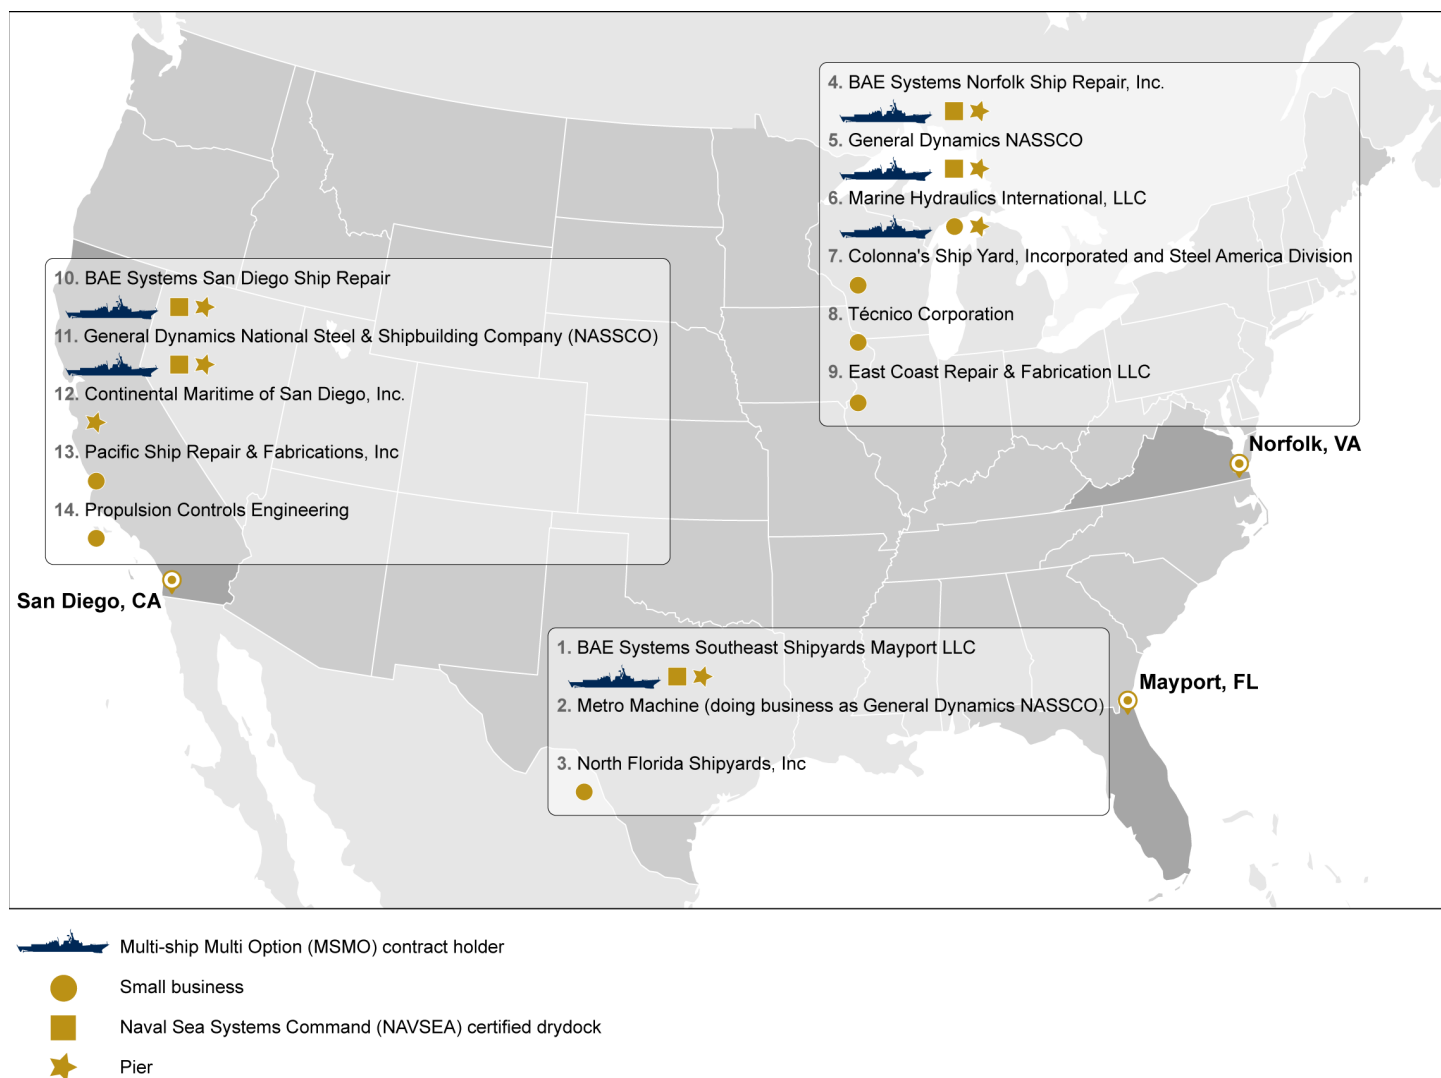 4. BAE Systems Norfolk Ship Repair, Inc.
5. General Dynamics NASSCO
6. Marine Hydraulics International, LLC
7. Colonna's Ship Yard, Incorporated and Steel America Division
8. Técnico Corporation
9. East Coast Repair & Fabrication LLC
Norfolk, VA
10. BAE Systems San Diego Ship Repair
11. General Dynamics National Steel & Shipbuilding Company (NASSCO)
12. Continental Maritime of San Diego, Inc.
13. Pacific Ship Repair & Fabrications, Inc
14. Propulsion Controls Engineering
San Diego, CA
1. BAE Systems Southeast Shipyards Mayport LLC
2. Metro Machine (doing business as General Dynamics NASSCO)
3. North Florida Shipyards, Inc
Mayport, FL
Multi-ship Multi Option (MSMO) contract holder
Small business
Naval Sea Systems Command (NAVSEA) certified drydock
Pier